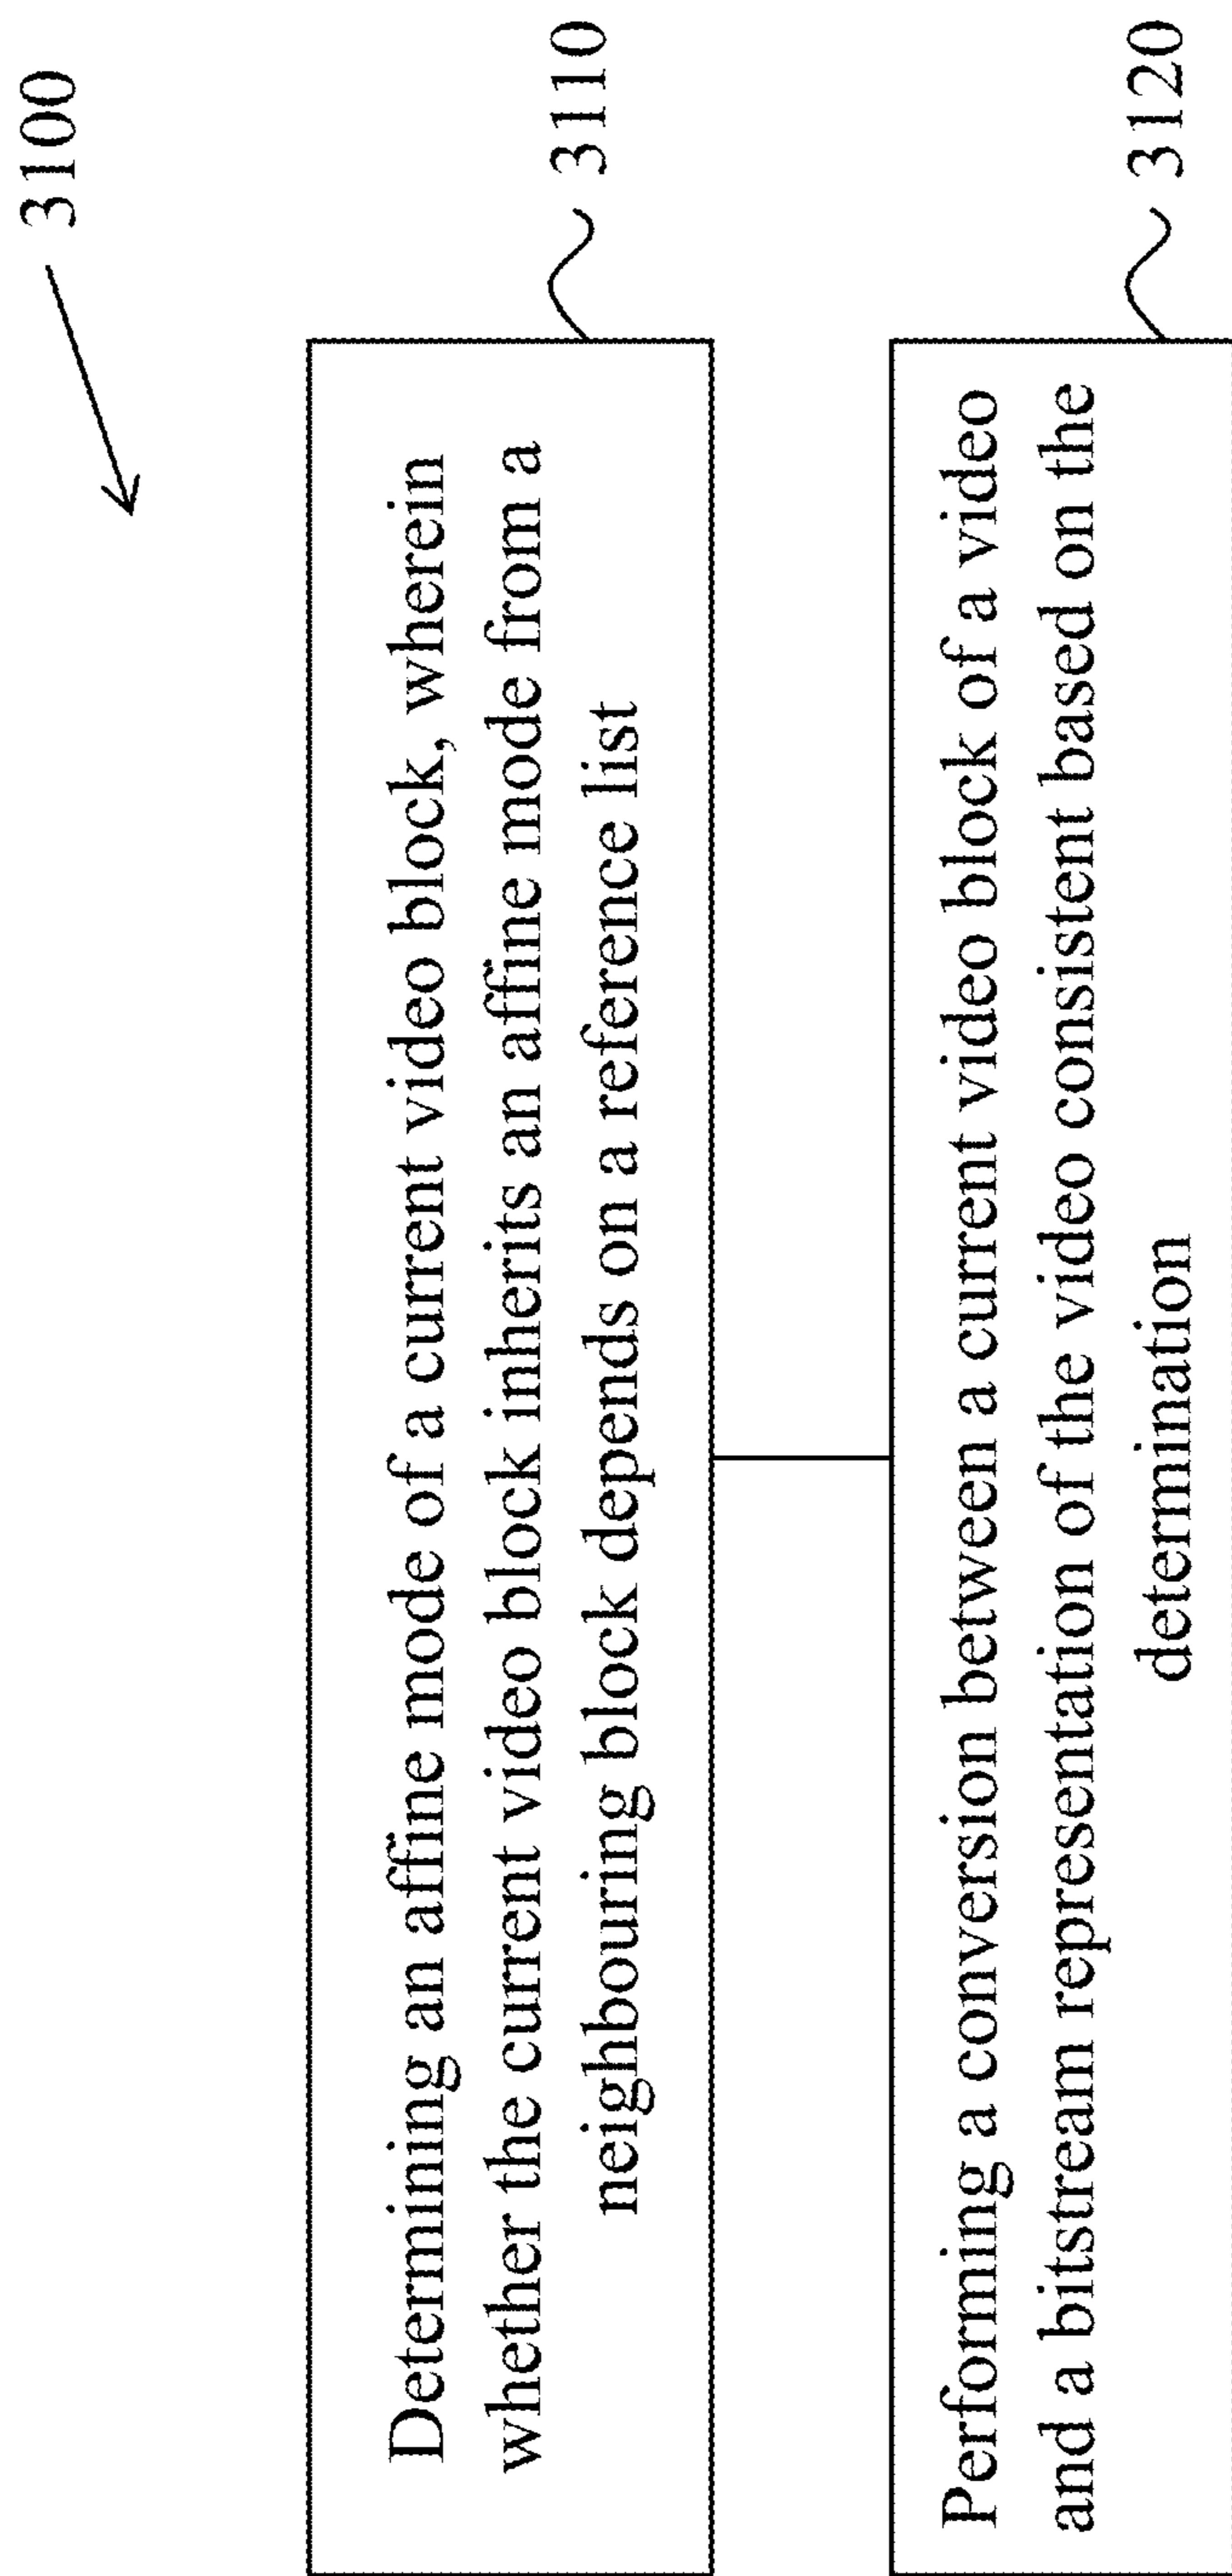 3100
Determining an affine mode of a current video block, wherein
whether the current video block inherits an affine mode from a
neighbouring block depends on a reference list
3110
Performing a conversion between a current video block of a video
and a bitstream representation of the video consistent based on the
determination
3120